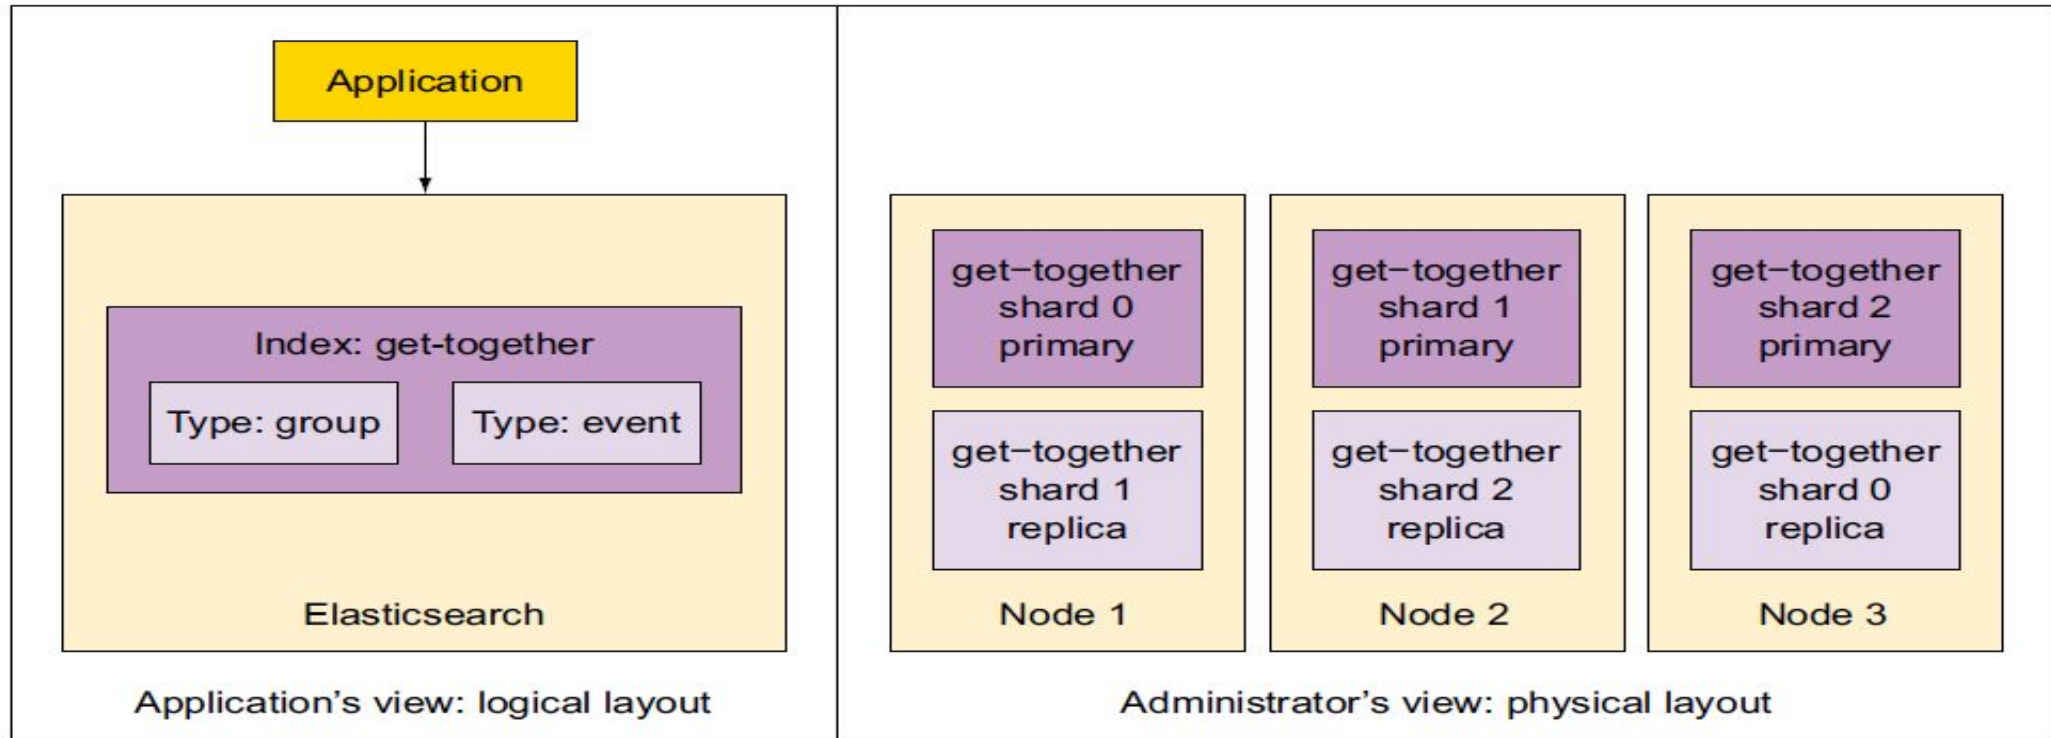 Application
Index: get-together
Type: group
Type: event
Elasticsearch
Application's view: logical layout
get−together
shard 0
primary
get−together
shard 1
replica
Node 1
get−together
shard 1
primary
get−together
shard 2
replica
Node 2
get−together
shard 2
primary
get−together
shard 0
replica
Node 3
Administrator's view: physical layout